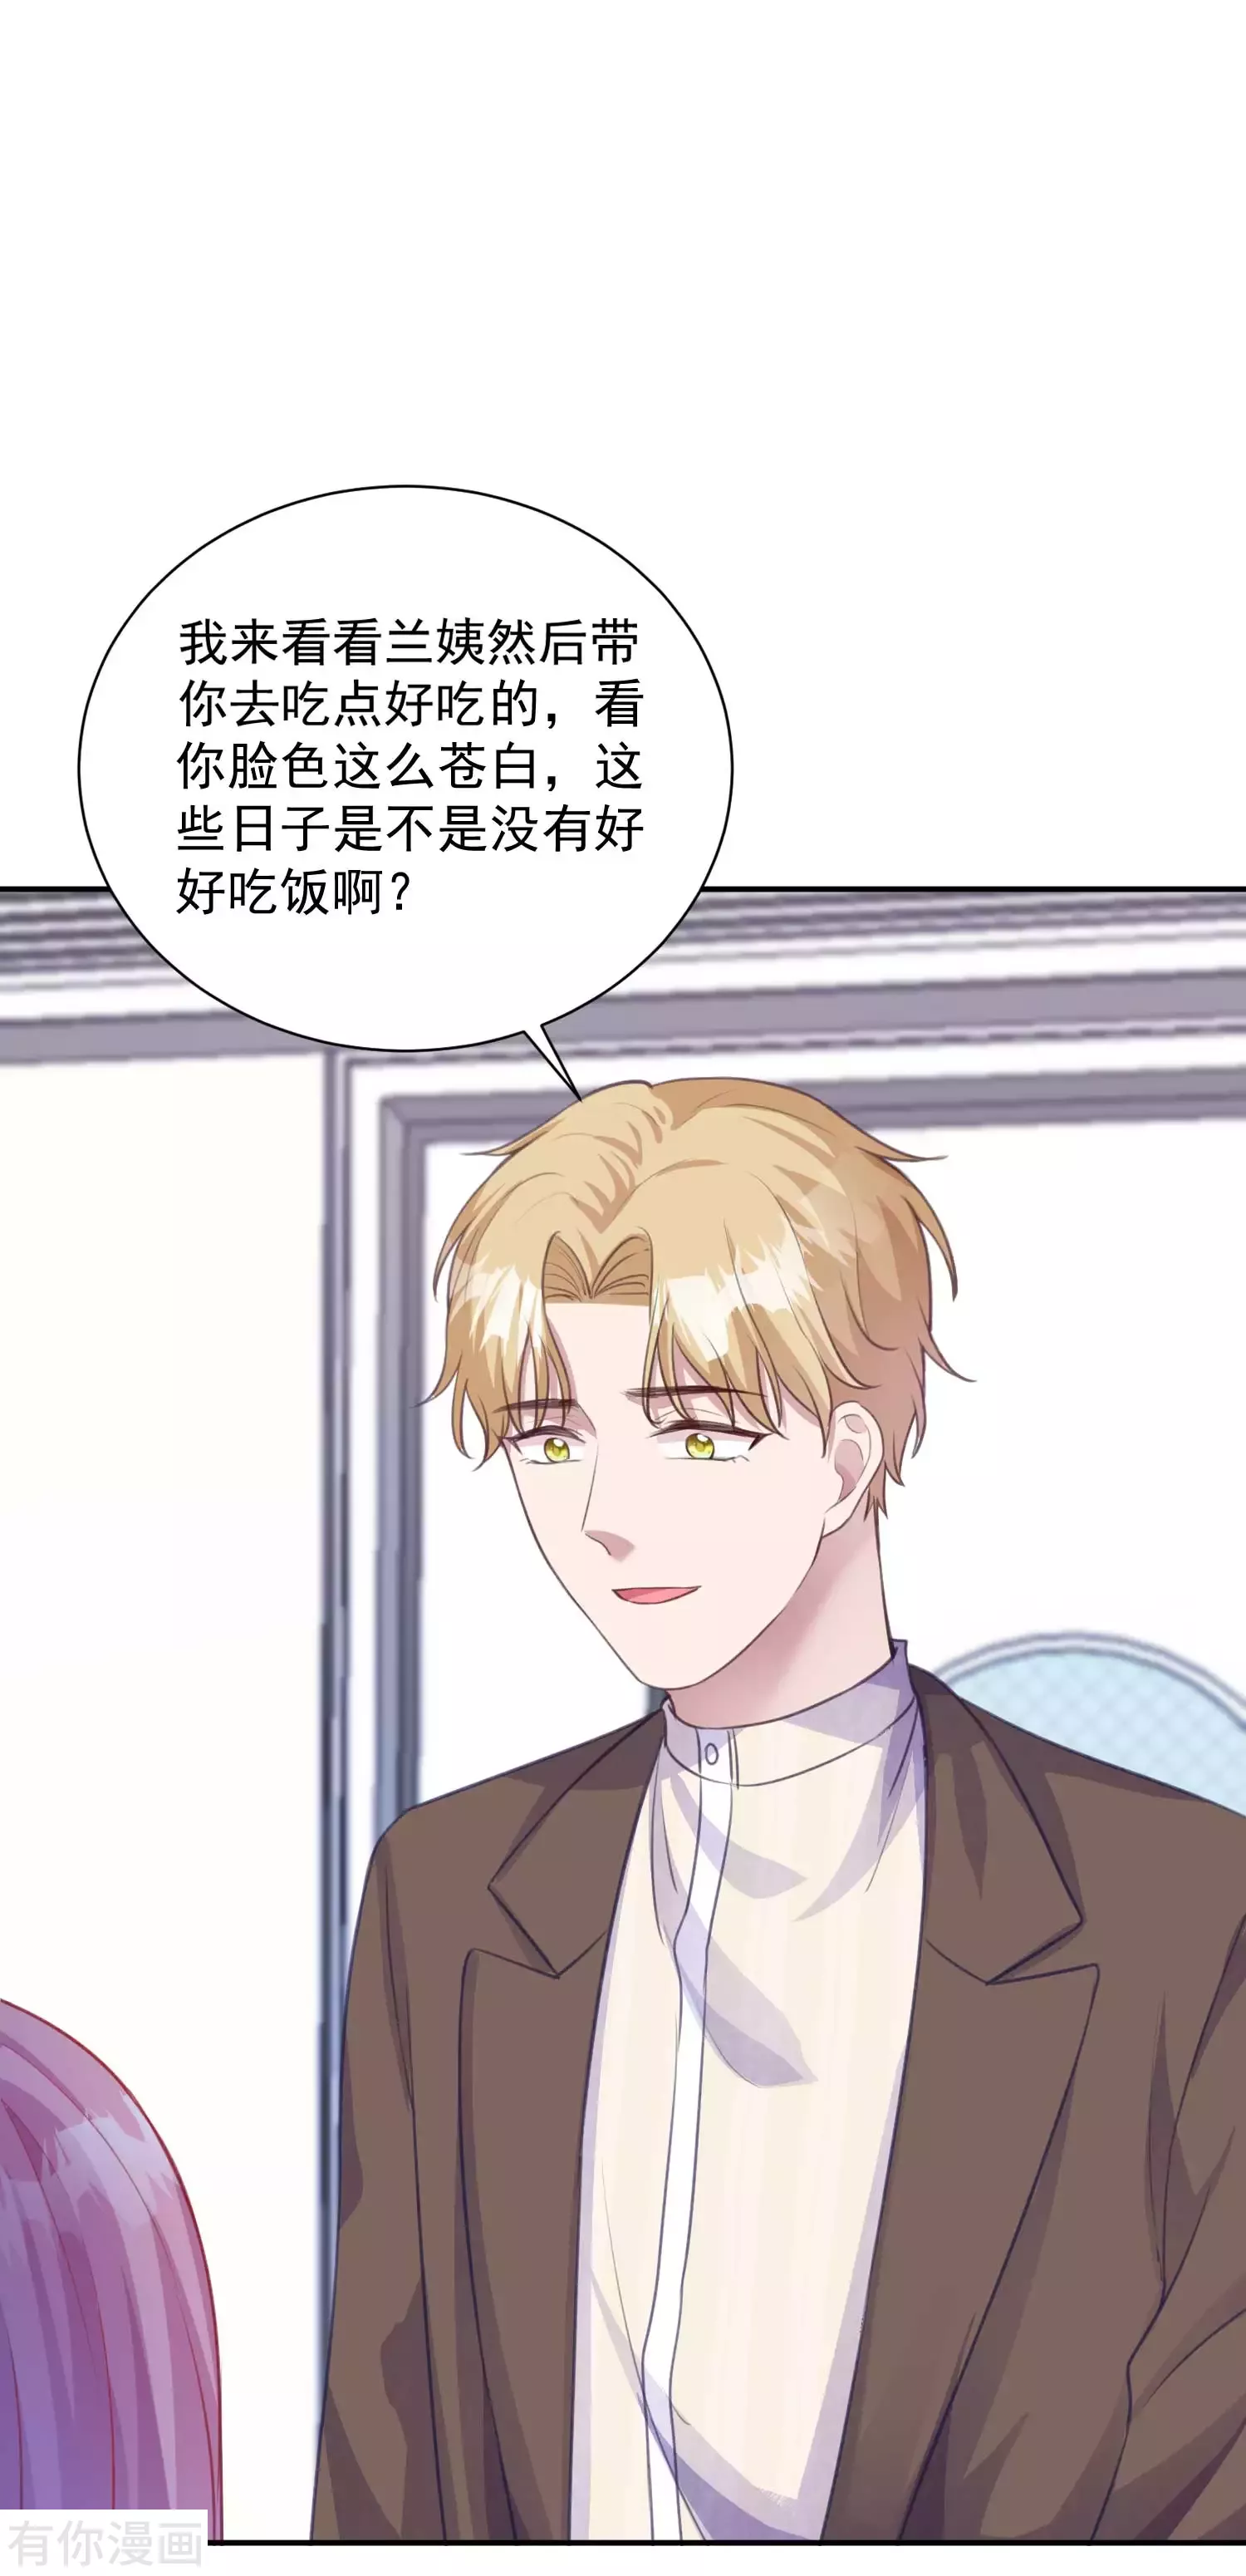 我来看看兰姨然后带
你去吃点好吃的，看
你脸色这么苍白，这
些日子是不是没有好
好吃饭啊？
有你漫画